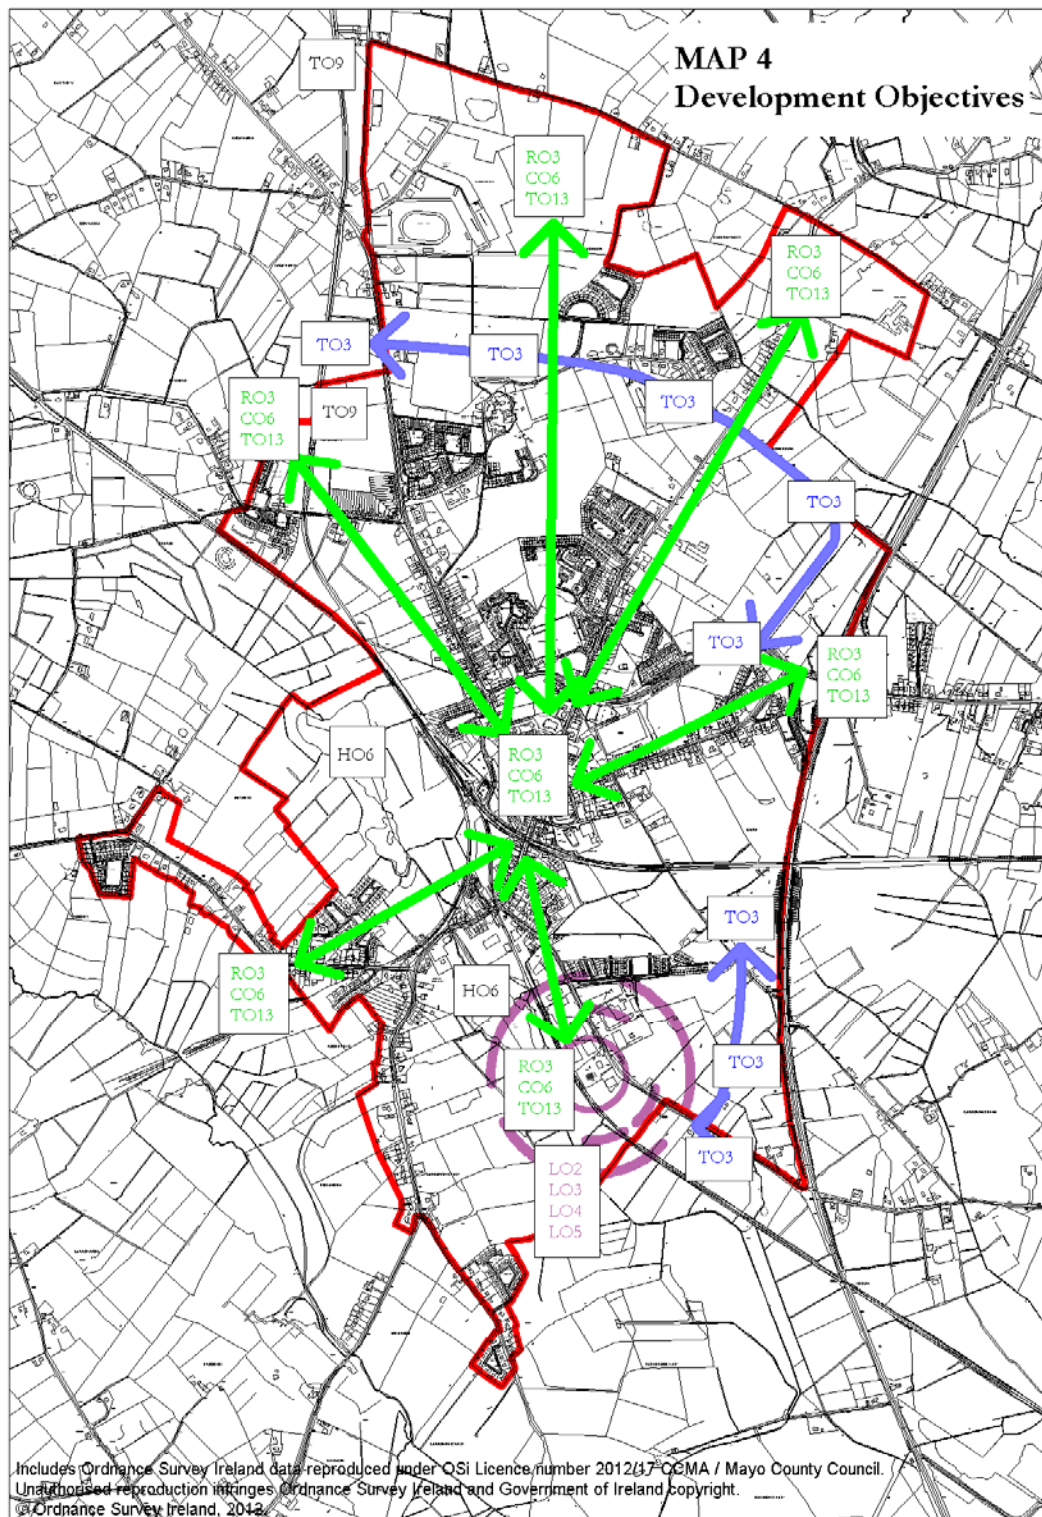 MAP 4
Development Objectives
TO9
RO3
CO6
TO13
RO3
CO6
TO13
TO3
TO3
RO3
CO6
TO13
TO9
TO3
TO3
TO3
RO3
CO6
TO13
HO6
RO3
CO6
TO13
TO3
RO3
CO6
TO13
HO6
TO3
RO3
CO6
TO13
TO3
LO2
LO3
LO4
LO5
Includes Ordnance Survey Ireland data reproduced under OSi Licence number 2012/17 CCMA / Mayo County Council.
Unauthorised reproduction infringes Ordnance Survey Ireland and Government of Ireland copyright.
© Ordnance Survey Ireland, 2012.